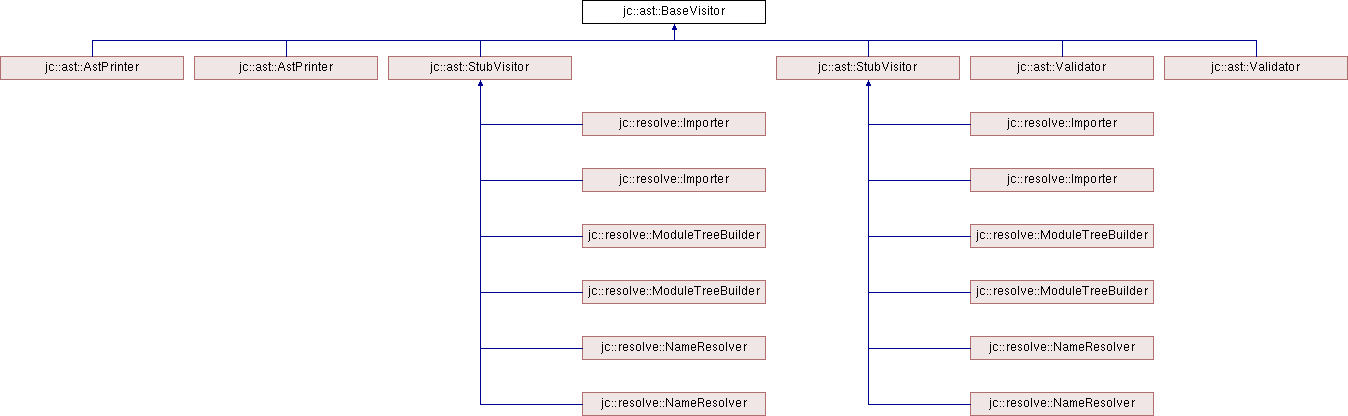 jc::ast::BaseVisitor
jc::ast::AstPrinter
jc::ast::AstPrinter
jc::ast::StubVisitor
jc::ast::StubVisitor
jc::ast::Validator
jc::ast::Validator
jc::resolve::Importer
jc::resolve::Importer
jc::resolve::Importer
jc::resolve::Importer
jc::resolve::ModuleTreeBuilder
jc::resolve::ModuleTreeBuilder
jc::resolve::ModuleTreeBuilder
jc::resolve::ModuleTreeBuilder
jc::resolve::NameResolver
jc::resolve::NameResolver
jc::resolve::NameResolver
jc::resolve::NameResolver